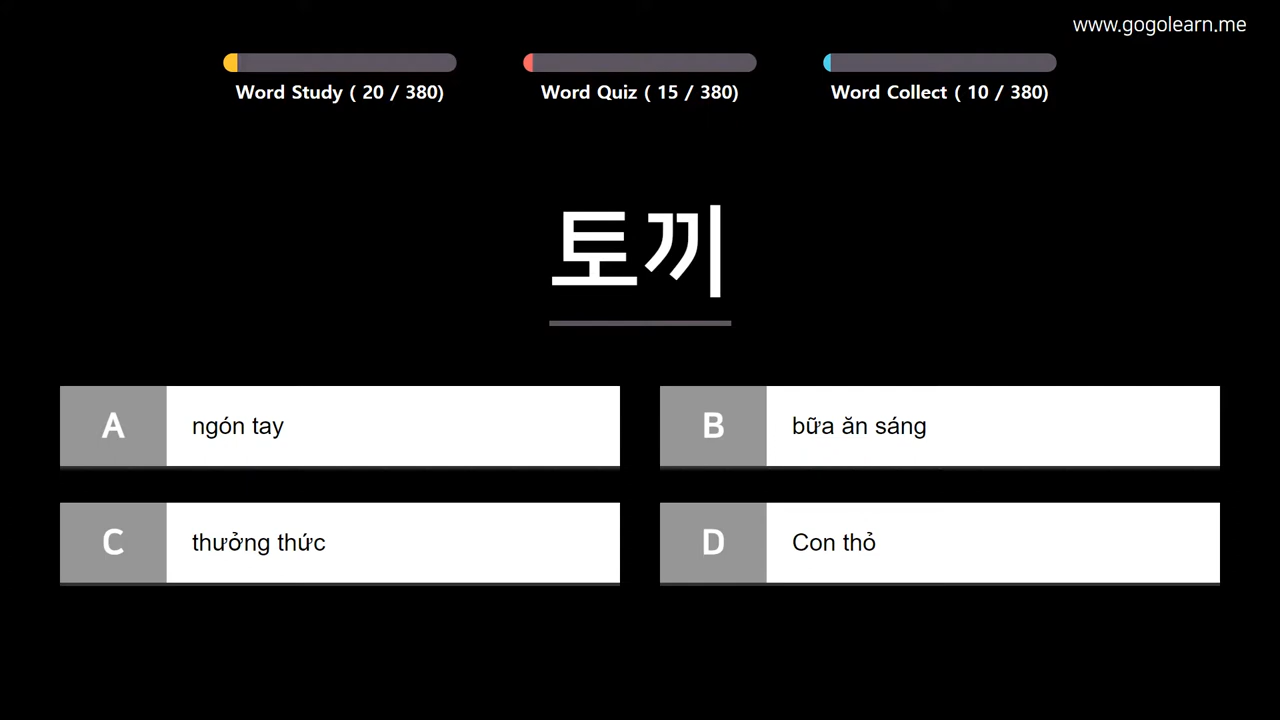 www.gogolearn.me
Word Study ( 20 / 380)
Word Quiz ( 15 / 380)
Word Collect ( 10 / 380)
토끼
A
ngón tay
B
bữa ăn sáng
C
thưởng thức
D
Con thỏ